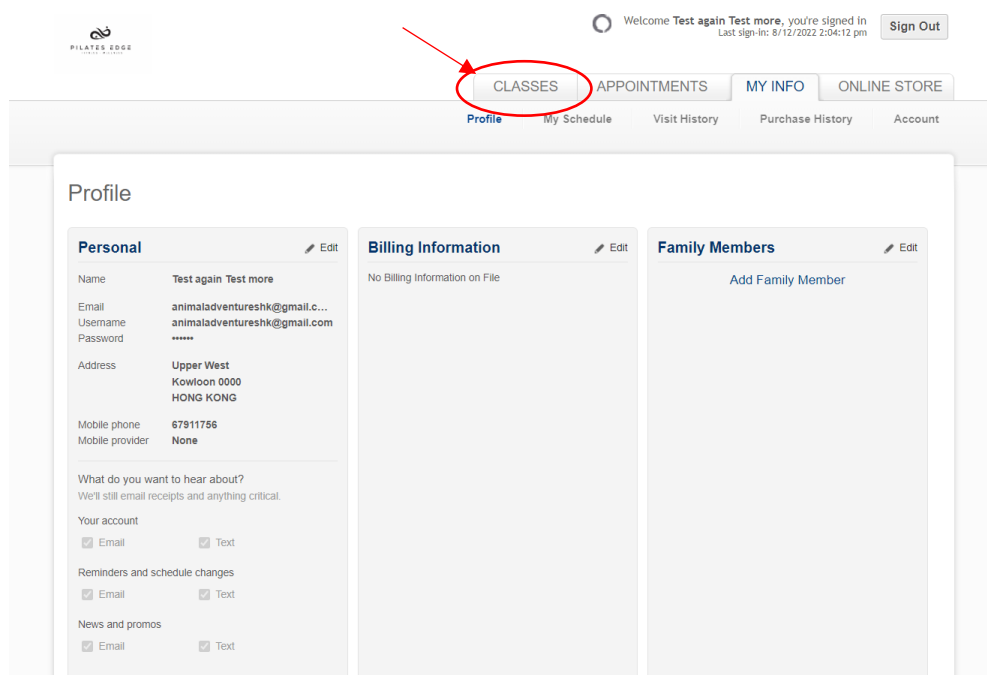 PILATES EDGE
Welcome Test again Test more, you're signed in
Last sign-in: 8/12/2022 2:04:12 pm
Sign Out
CLASSES
APPOINTMENTS
MY INFO
ONLINE STORE
Profile
My Schedule
Visit History
Purchase History
Account
Profile
Personal
Edit
Name Test again Test more
Email animaladventureshk@gmail.c...
Username animaladventureshk@gmail.com
Password ••••••
Address Upper West
Kowloon 0000
HONG KONG
Mobile phone 67911756
Mobile provider None
What do you want to hear about?
We'll still email receipts and anything critical.
Your account
Email Text
Reminders and schedule changes
Email Text
News and promos
Email Text
Billing Information
Edit
No Billing Information on File
Family Members
Edit
Add Family Member